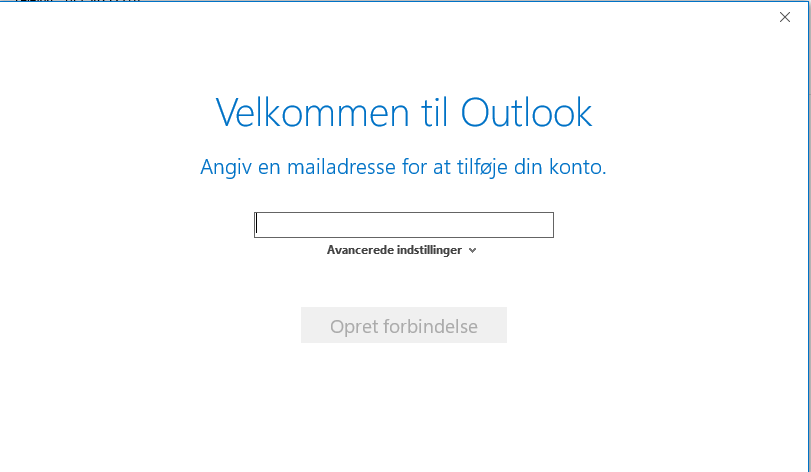 Velkommen til Outlook
Angiv en mailadresse for at tilføje din konto.
Avancerede indstillinger
Opret forbindelse